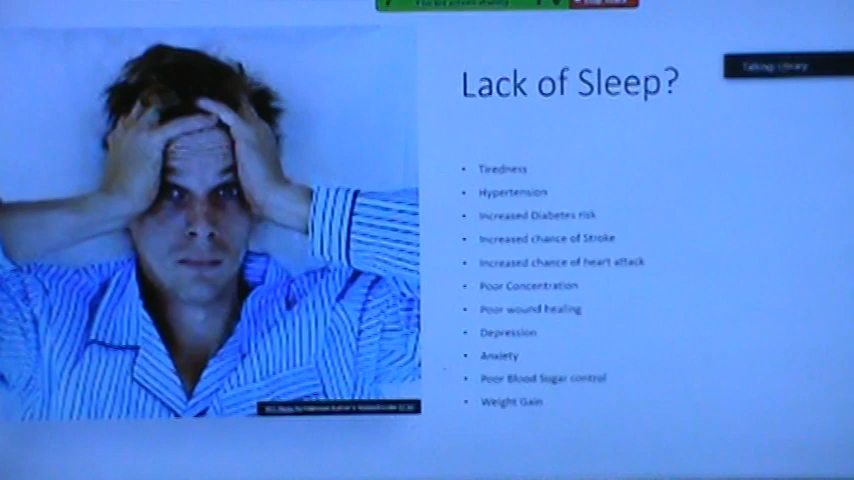 Lack of Sleep?
• Tiredness
• Hypertension
• Increased Diabetes risk
• Increased chance of Stroke
• Increased chance of heart attack
• Poor Concentration
• Poor wound healing
• Depression
• Anxiety
• Poor Blood Sugar control
• Weight Gain